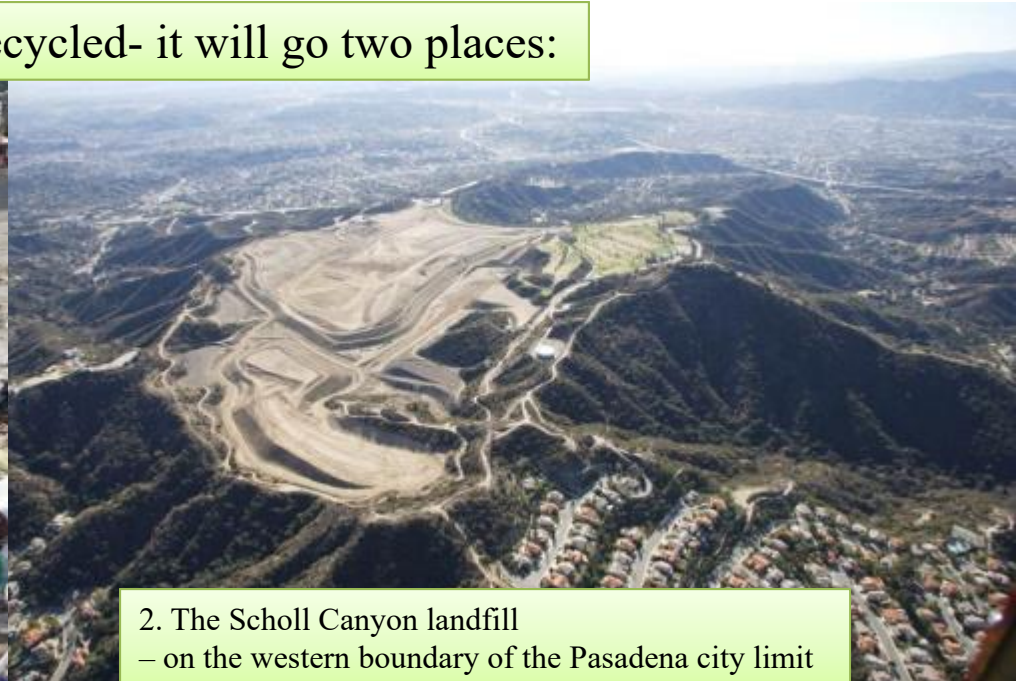 ecycled- it will go two places:
2. The Scholl Canyon landfill
– on the western boundary of the Pasadena city limit